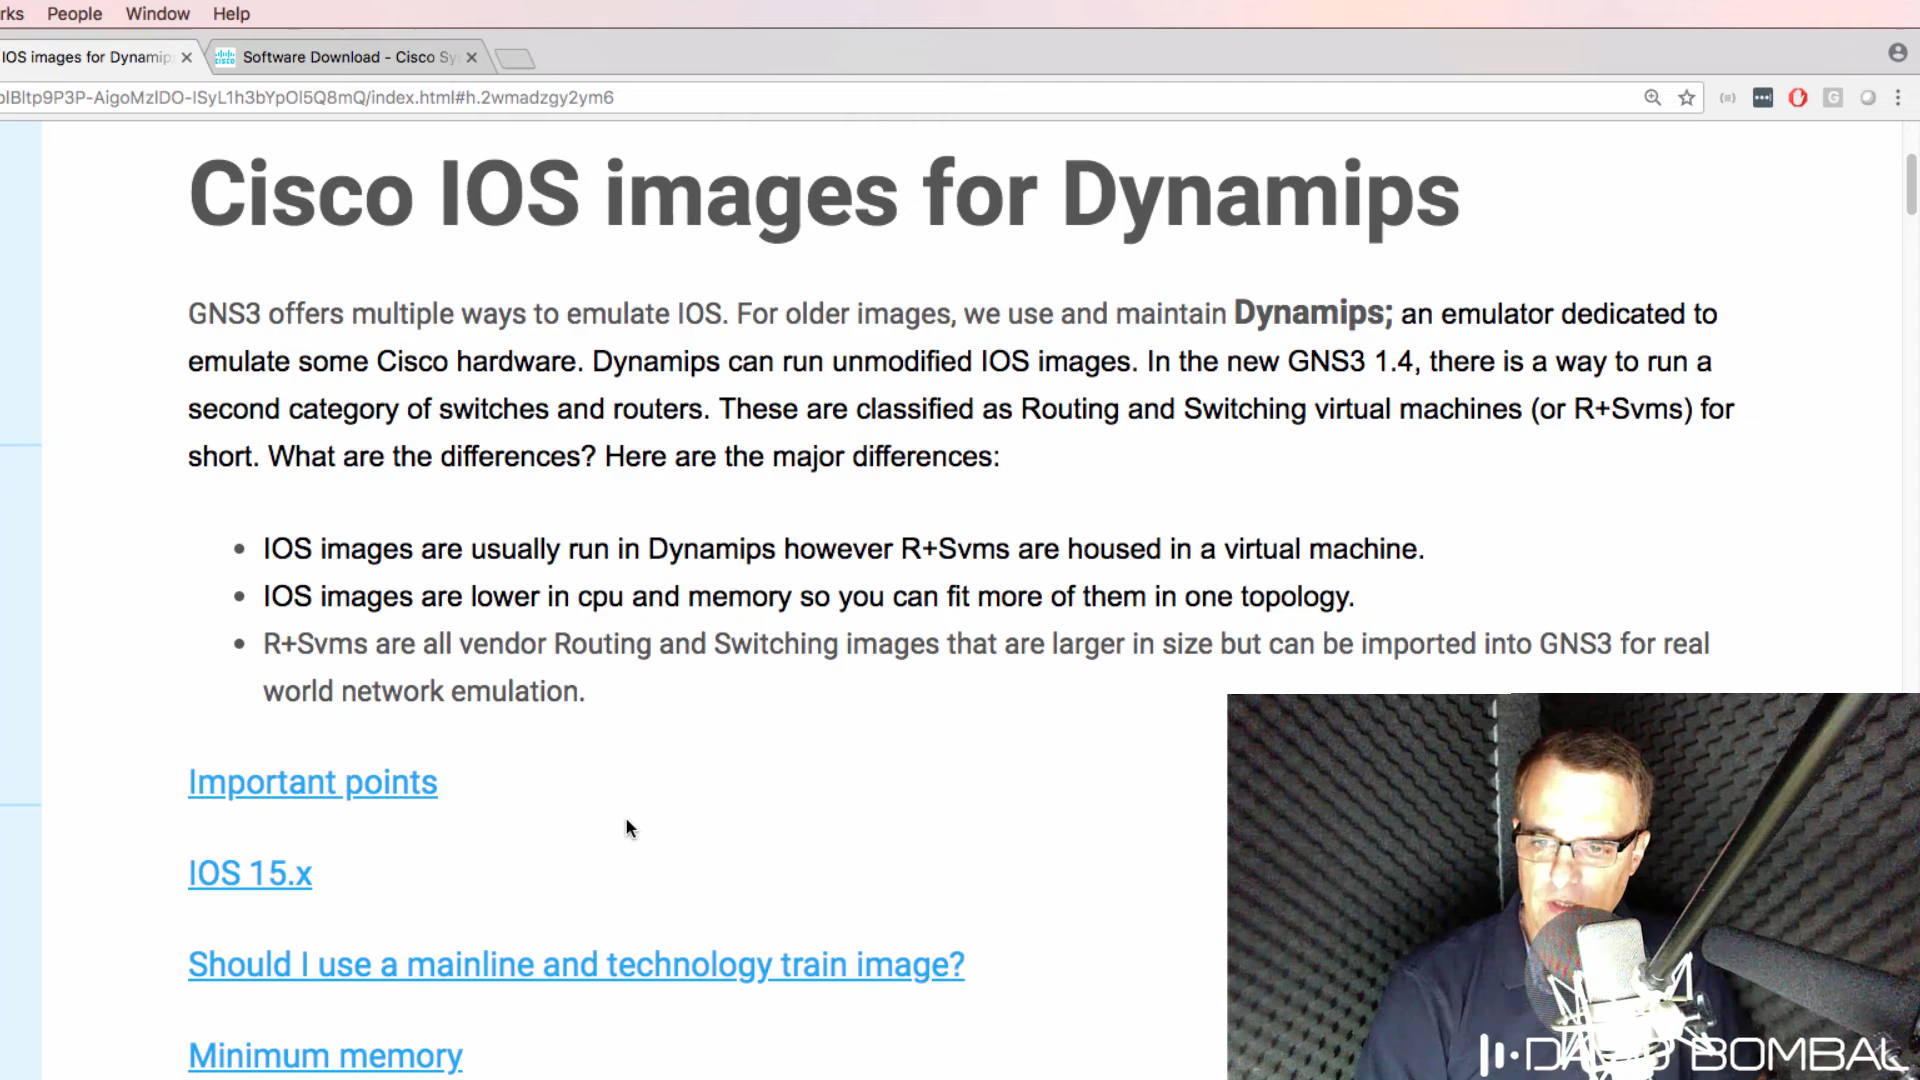 rks People Window Help
IOS images for Dynamip
Software Download - Cisco Sy
Bltp9P3P-AigoMzIDO-ISyL1h3bYpOl5Q8mQ/index.html#h.2wmadzgy2ym6
Cisco IOS images for Dynamips
GNS3 offers multiple ways to emulate IOS. For older images, we use and maintain Dynamips; an emulator dedicated to
emulate some Cisco hardware. Dynamips can run unmodified IOS images. In the new GNS3 1.4, there is a way to run a
second category of switches and routers. These are classified as Routing and Switching virtual machines (or R+Svms) for
short. What are the differences? Here are the major differences:
• IOS images are usually run in Dynamips however R+Svms are housed in a virtual machine.
• IOS images are lower in cpu and memory so you can fit more of them in one topology.
• R+Svms are all vendor Routing and Switching images that are larger in size but can be imported into GNS3 for real
world network emulation.
Important points
IOS 15.x
Should I use a mainline and technology train image?
Minimum memory
DAVID BOMBAL